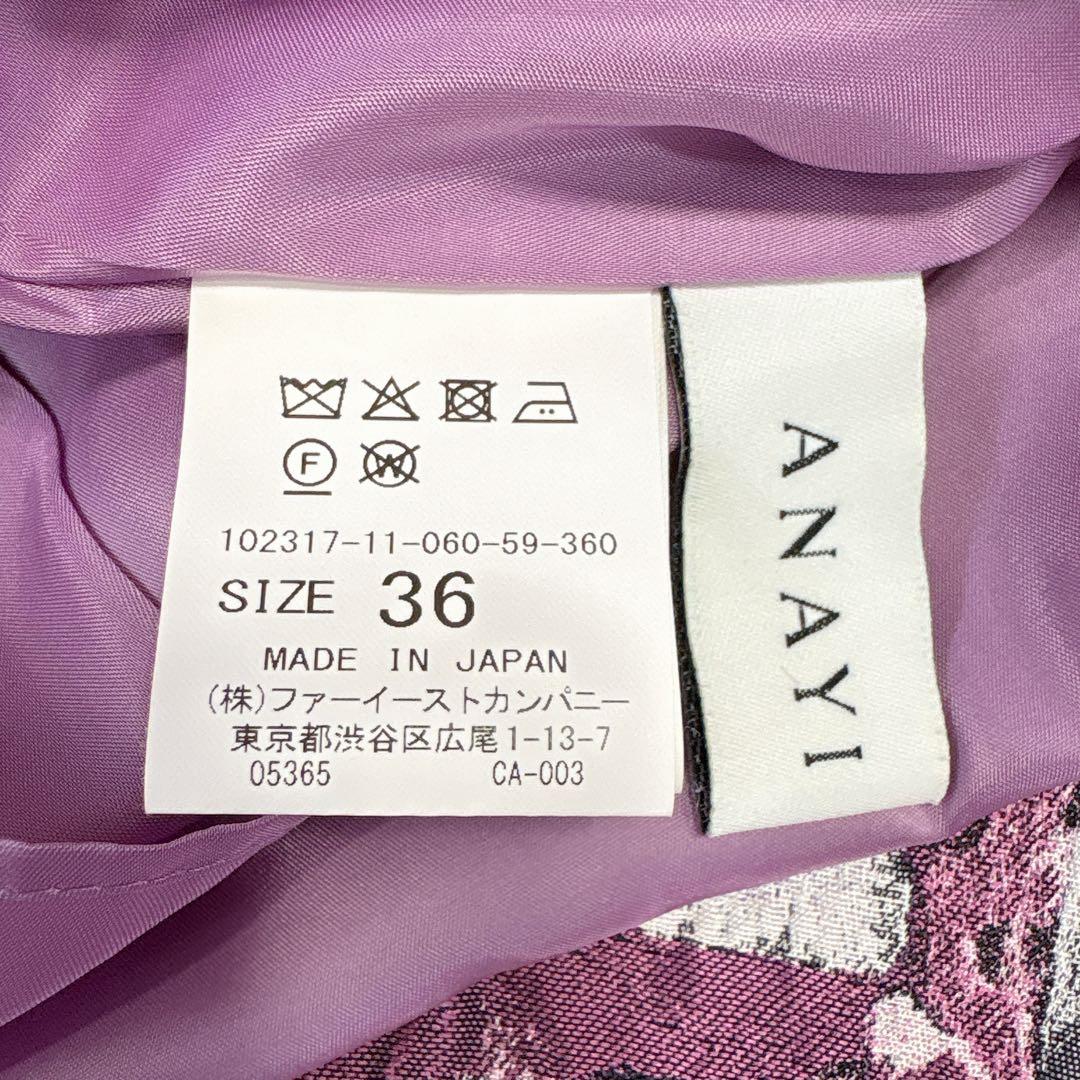 F W
102317-11-060-59-360
SIZE 36
MADE IN JAPAN
(株)ファーイーストカンパニー
東京都渋谷区広尾1-13-7
05365 CA-003
ANAYI